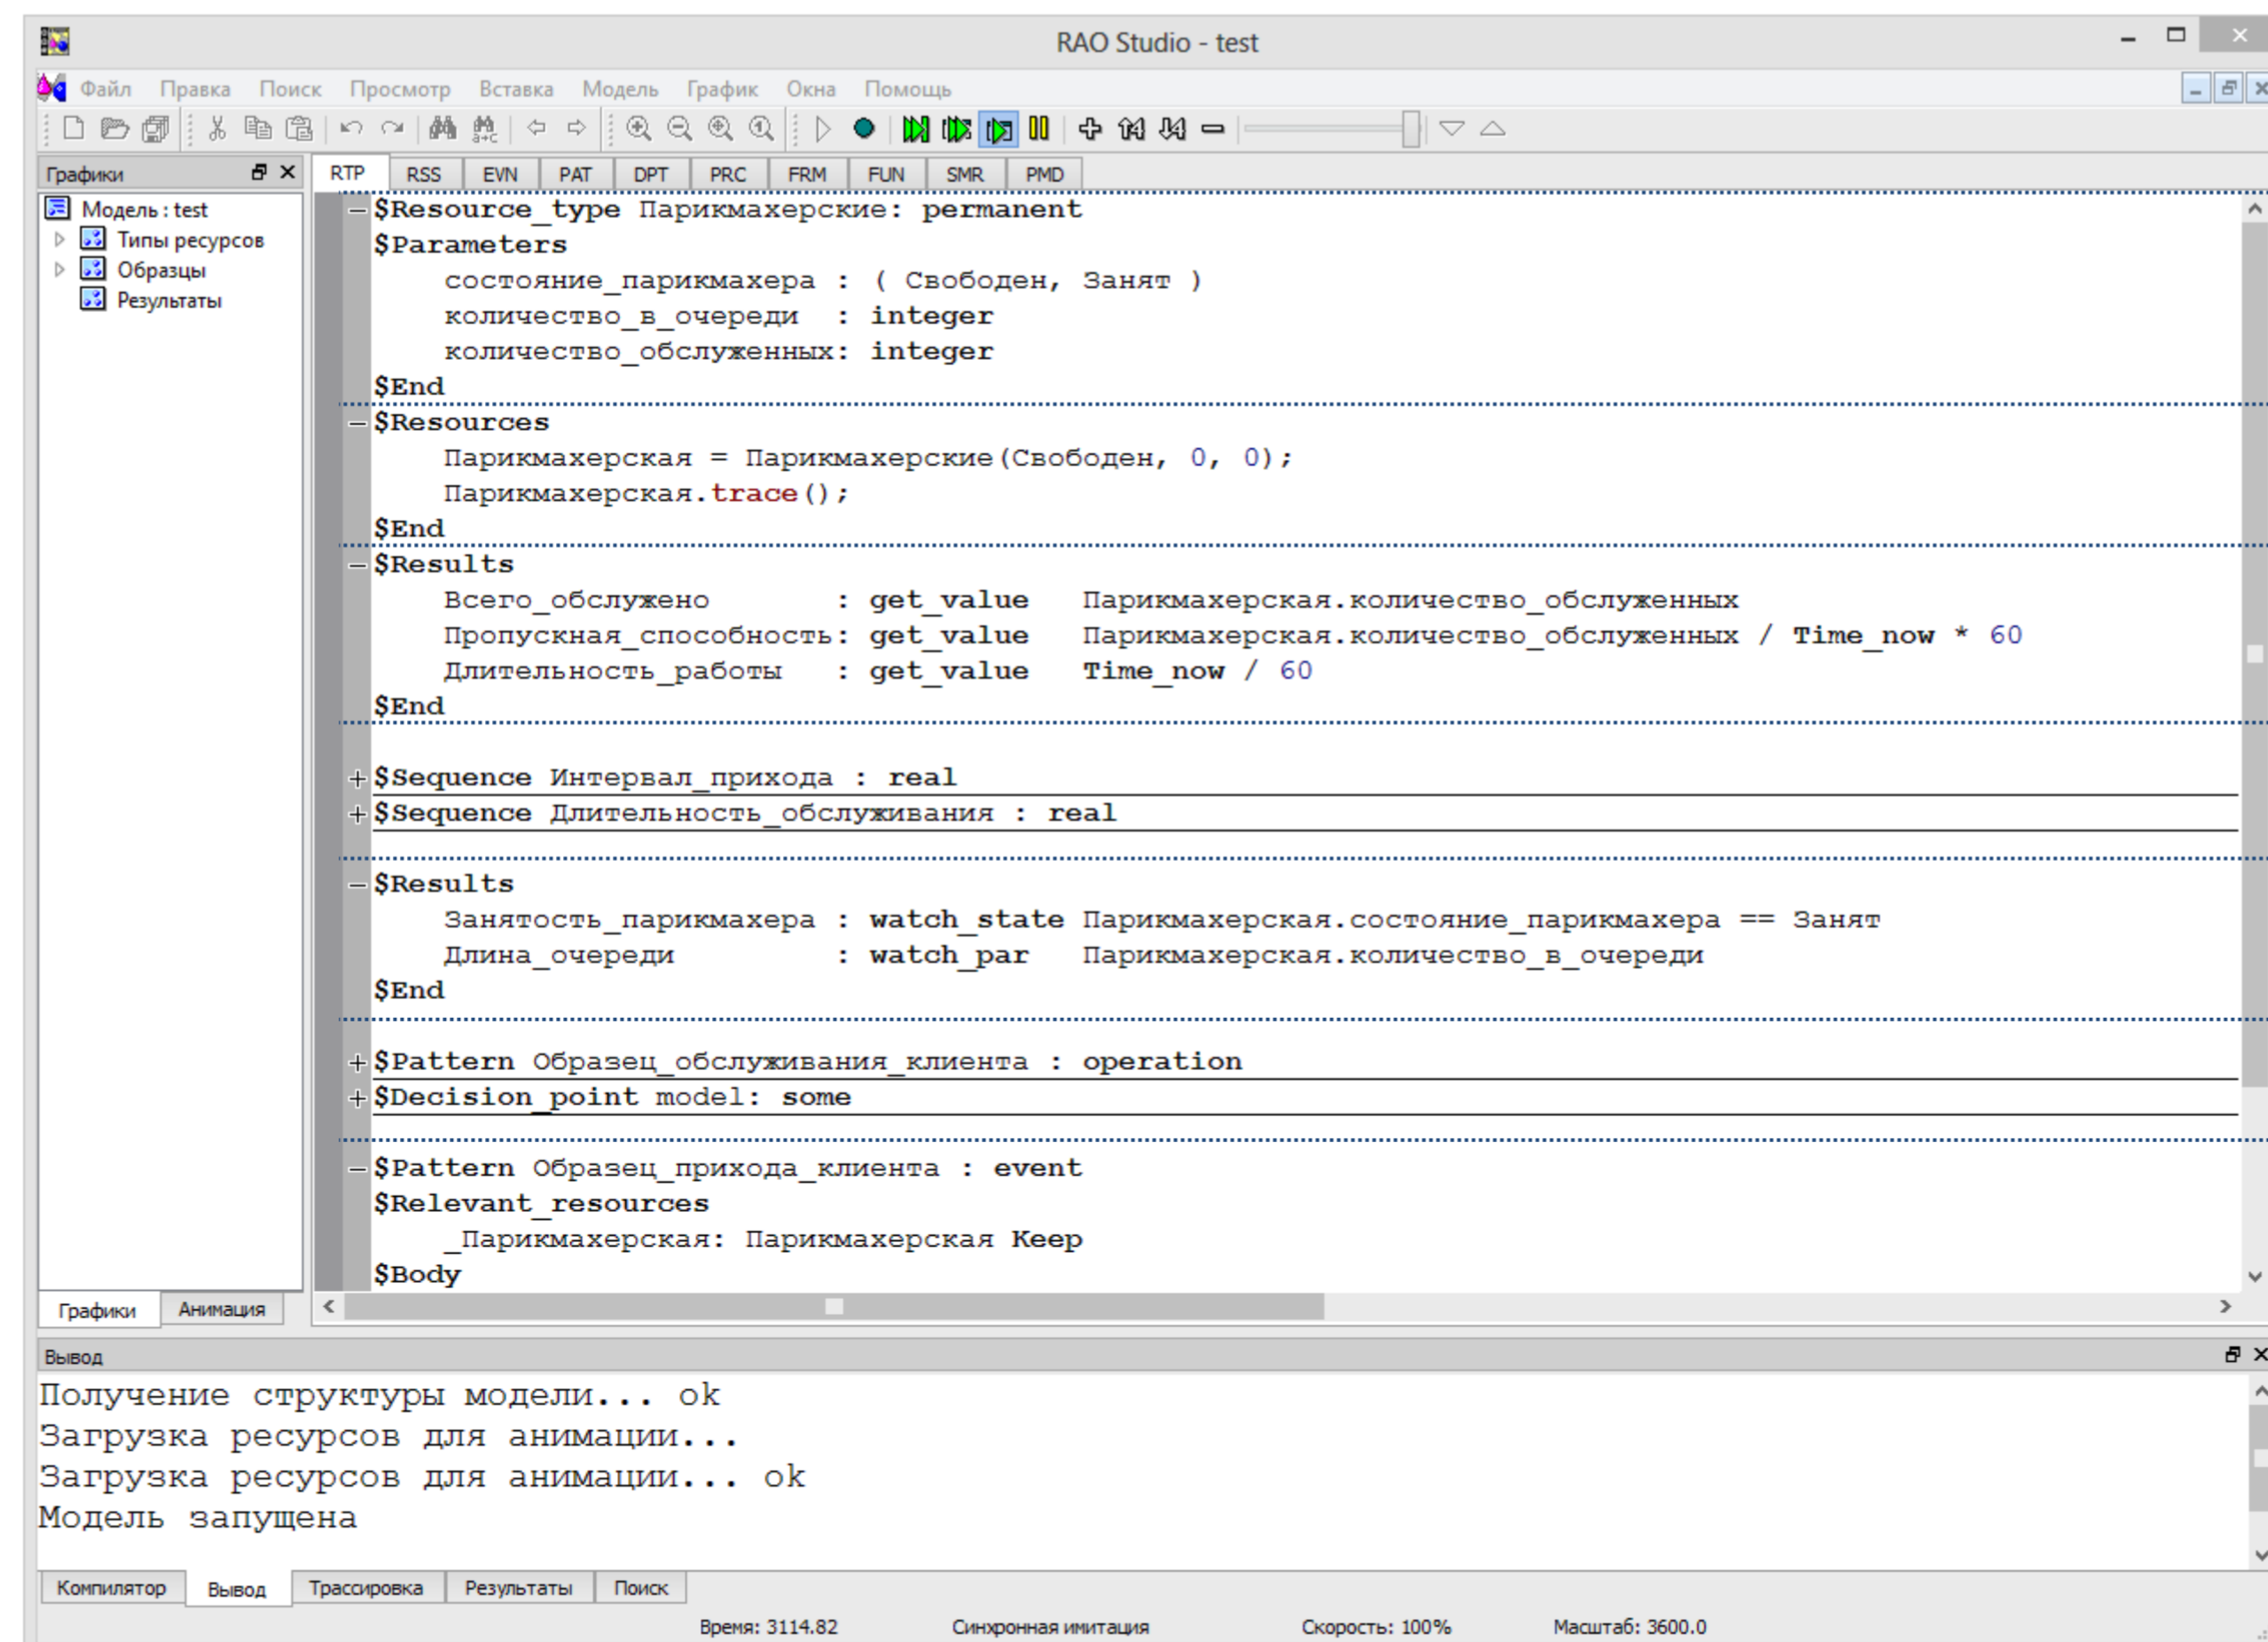 RAO Studio - test
Файл Правка Поиск Просмотр Вставка Модель График Окна Помощь
Графики
RTP RSS EVN PAT DPT PRC FRM FUN SMR PMD
Модель : test
Типы ресурсов
Образцы
Результаты
$Resource_type Парикмахерские: permanent
$Parameters
состояние_парикмахера : ( Свободен, Занят )
количество_в_очереди : integer
количество_обслуженных: integer
$End
$Resources
Парикмахерская = Парикмахерские(Свободен, 0, 0);
Парикмахерская.trace();
$End
$Results
Всего_обслужено : get_value Парикмахерская.количество_обслуженных
Пропускная_способность: get_value Парикмахерская.количество_обслуженных / Time_now * 60
Длительность_работы : get_value Time_now / 60
$End
$Sequence Интервал_прихода : real
$Sequence Длительность_обслуживания : real
$Results
Занятость_парикмахера : watch_state Парикмахерская.состояние_парикмахера == Занят
Длина_очереди : watch_par Парикмахерская.количество_в_очереди
$End
$Pattern Образец_обслуживания_клиента : operation
$Decision_point model: some
$Pattern Образец_прихода_клиента : event
$Relevant_resources
_Парикмахерская: Парикмахерская Keep
$Body
Графики Анимация
Вывод
Получение структуры модели... ok
Загрузка ресурсов для анимации...
Загрузка ресурсов для анимации... ok
Модель запущена
Компилятор Вывод Трассировка Результаты Поиск
Время: 3114.82 Синхронная имитация Скорость: 100% Масштаб: 3600.0